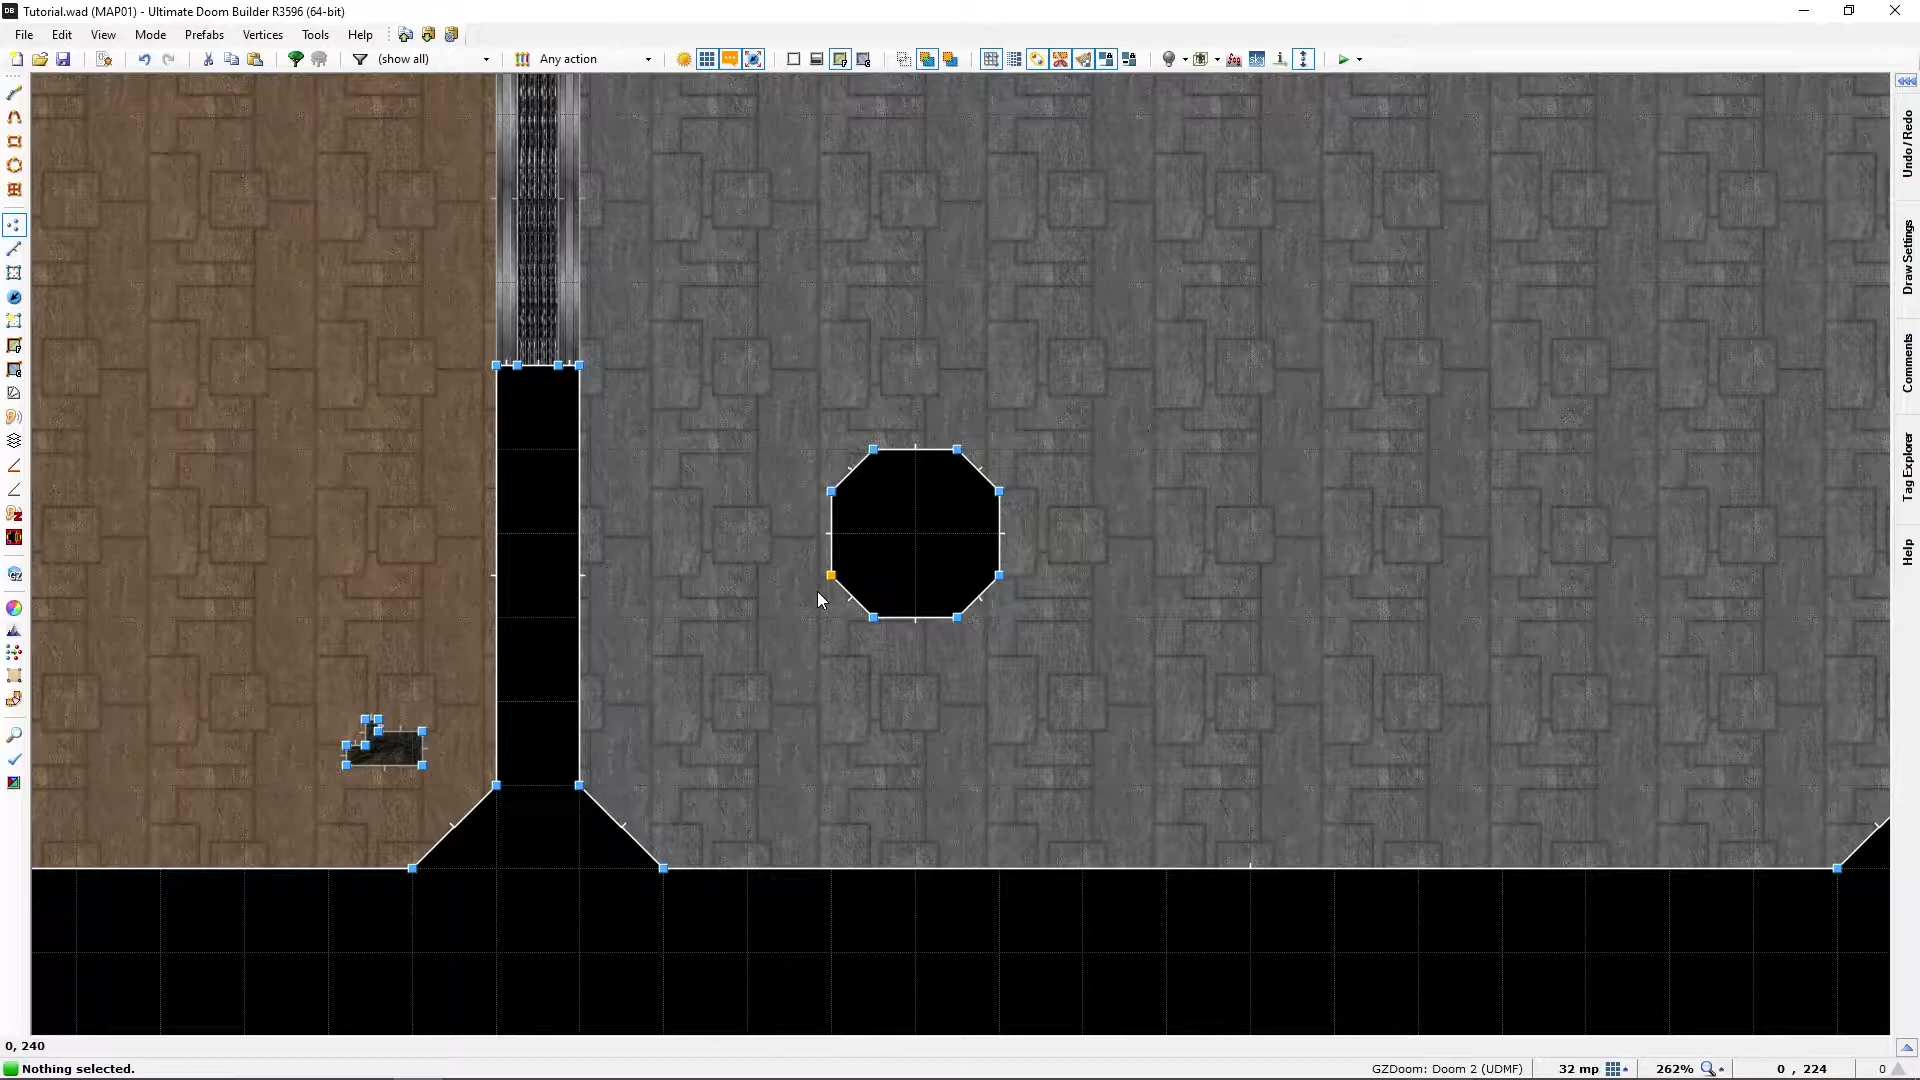 Tutorial.wad (MAP01) - Ultimate Doom Builder R3596 (64-bit)
File Edit View Mode Prefabs Vertices Tools Help
(show all) Any action
Undo / Redo
Draw Settings
Comments
Tag Explorer
Help
0, 240
Nothing selected. GZDoom: Doom 2 (UDMF) 32 mp 262% 0 , 224 0